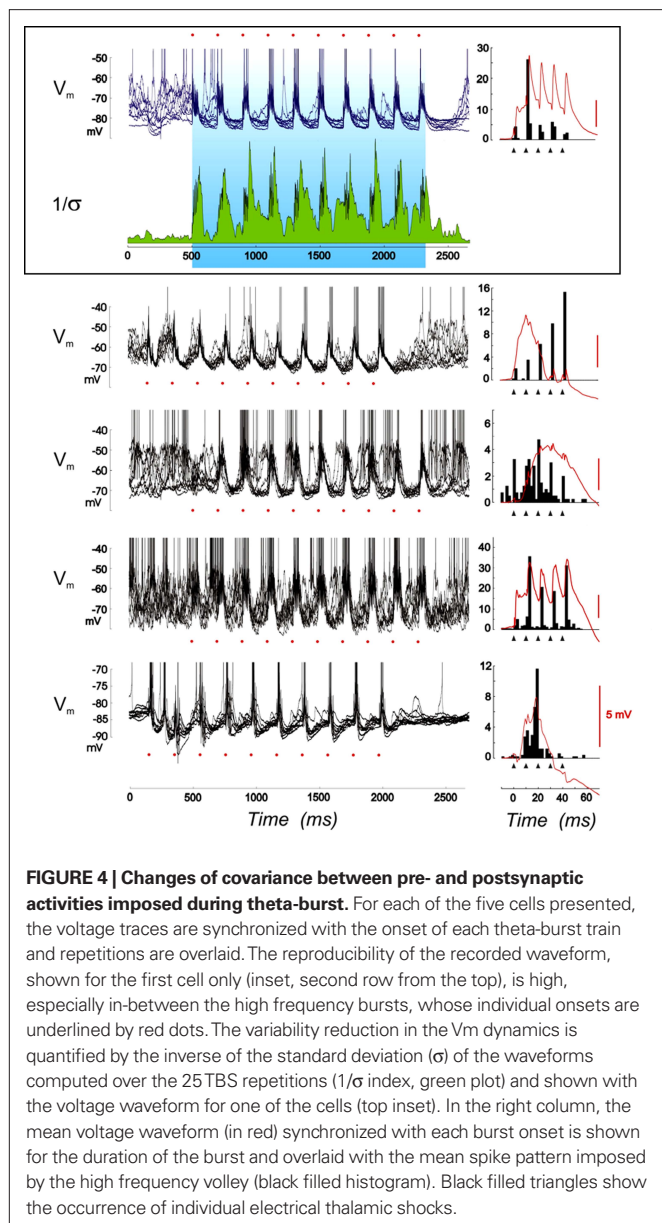 -50
-60
-70
-80
mV
Vm
30
20
10
0
1/σ
0 500 1000 1500 2000 2500
-40
-50
-60
-70
mV
Vm
16
12
8
4
0
-40
-50
-60
-70
mV
Vm
6
4
2
0
-40
-50
-60
-70
mV
Vm
40
30
20
10
0
-70
-75
-80
-85
-90
mV
Vm
12
8
4
0
5 mV
0 500 1000 1500 2000 2500
Time (ms)
0 20 40 60
Time (ms)
FIGURE 4 | Changes of covariance between pre- and postsynaptic
activities imposed during theta-burst. For each of the five cells presented,
the voltage traces are synchronized with the onset of each theta-burst train
and repetitions are overlaid. The reproducibility of the recorded waveform,
shown for the first cell only (inset, second row from the top), is high,
especially in-between the high frequency bursts, whose individual onsets are
underlined by red dots. The variability reduction in the Vm dynamics is
quantified by the inverse of the standard deviation (σ) of the waveforms
computed over the 25 TBS repetitions (1/σ index, green plot) and shown with
the voltage waveform for one of the cells (top inset). In the right column, the
mean voltage waveform (in red) synchronized with each burst onset is shown
for the duration of the burst and overlaid with the mean spike pattern imposed
by the high frequency volley (black filled histogram). Black filled triangles show
the occurrence of individual electrical thalamic shocks.